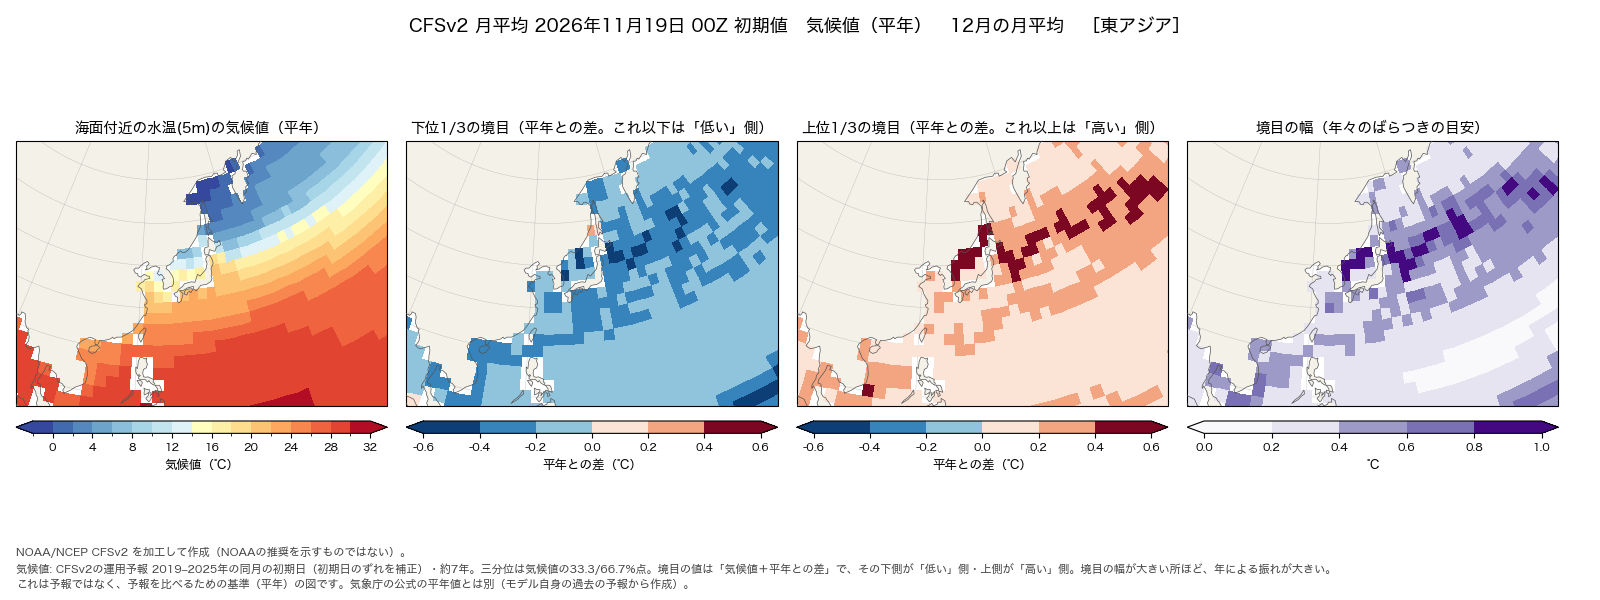 CFSv2 月平均 2026年11月19日 00Z 初期値　気候値（平年）　12月の月平均　［東アジア］
海面付近の水温(5m)の気候値（平年）
下位1/3の境目（平年との差。これ以下は「低い」側）
上位1/3の境目（平年との差。これ以上は「高い」側）
境目の幅（年々のばらつきの目安）
0 4 8 12 16 20 24 28 32
気候値（℃）
-0.6 -0.4 -0.2 0.0 0.2 0.4 0.6
平年との差（℃）
-0.6 -0.4 -0.2 0.0 0.2 0.4 0.6
平年との差（℃）
0.0 0.2 0.4 0.6 0.8 1.0
℃
NOAA/NCEP CFSv2 を加工して作成（NOAAの推奨を示すものではない）。
気候値: CFSv2の運用予報 2019–2025年の同月の初期日（初期日のずれを補正）・約7年。三分位は気候値の33.3/66.7%点。境目の値は「気候値＋平年との差」で、その下側が「低い」側・上側が「高い」側。境目の幅が大きい所ほど、年による振れが大きい。
これは予報ではなく、予報を比べるための基準（平年）の図です。気象庁の公式の平年値とは別（モデル自身の過去の予報から作成）。